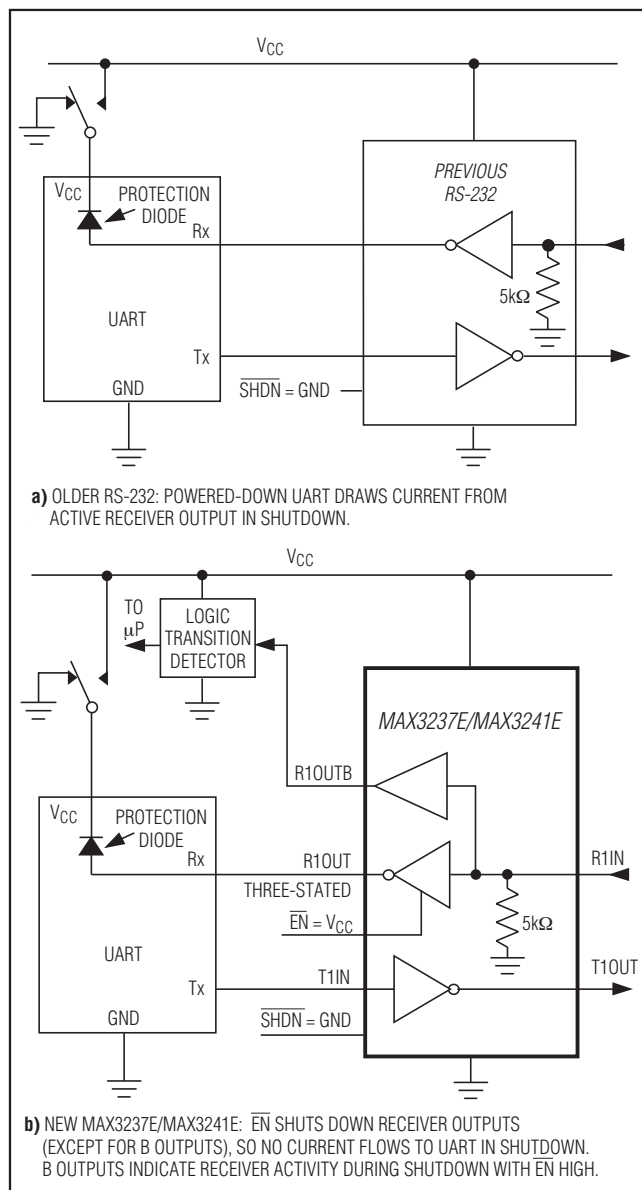 VCC
VCC
PROTECTION
DIODE
Rx
UART
Tx
GND
PREVIOUS
RS-232
5kΩ
SHDN = GND
a) OLDER RS-232: POWERED-DOWN UART DRAWS CURRENT FROM
ACTIVE RECEIVER OUTPUT IN SHUTDOWN.
VCC
TO
μP
LOGIC
TRANSITION
DETECTOR
MAX3237E/MAX3241E
R1OUTB
VCC
PROTECTION
DIODE
Rx
R1OUT
R1IN
THREE-STATED
EN = VCC
5kΩ
UART
Tx
T1IN
T1OUT
GND
SHDN = GND
b) NEW MAX3237E/MAX3241E: EN SHUTS DOWN RECEIVER OUTPUTS
(EXCEPT FOR B OUTPUTS), SO NO CURRENT FLOWS TO UART IN SHUTDOWN.
B OUTPUTS INDICATE RECEIVER ACTIVITY DURING SHUTDOWN WITH EN HIGH.